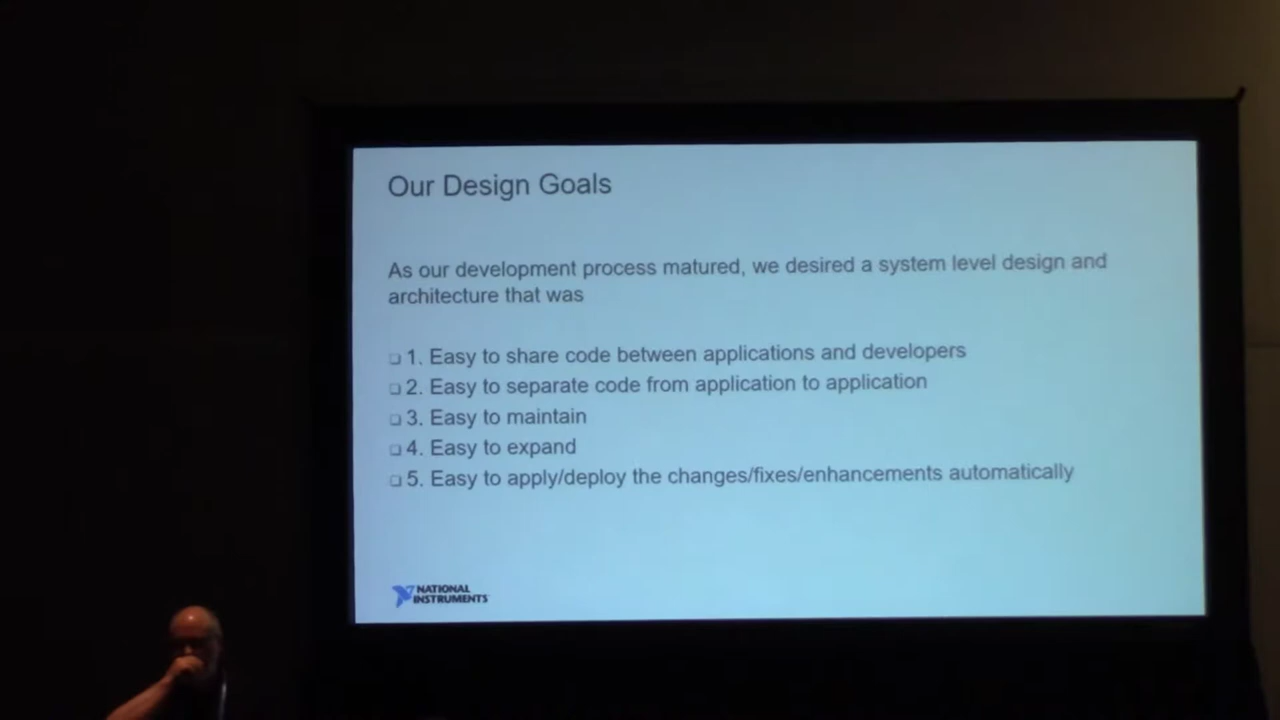 Our Design Goals
As our development process matured, we desired a system level design and
architecture that was
❑ 1. Easy to share code between applications and developers
❑ 2. Easy to separate code from application to application
❑ 3. Easy to maintain
❑ 4. Easy to expand
❑ 5. Easy to apply/deploy the changes/fixes/enhancements automatically
NATIONAL
INSTRUMENTS